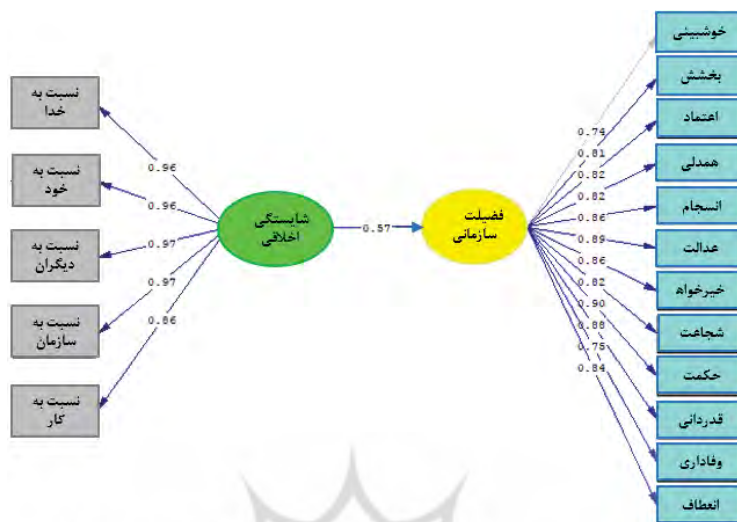 خوشبینی
بخشش
اعتماد
همدلی
انسجام
عدالت
خیرخواه
شجاعت
حکمت
قدردانی
وفاداری
انعطاف
0.74
0.81
0.82
0.82
0.86
0.89
0.86
0.82
0.90
0.88
0.75
0.84
فضیلت
سازمانی
0.57
شایستگی
اخلاقی
0.96
0.96
0.97
0.97
0.86
نسبت به
خدا
نسبت به
خود
نسبت به
دیگران
نسبت به
سازمان
نسبت به
کار